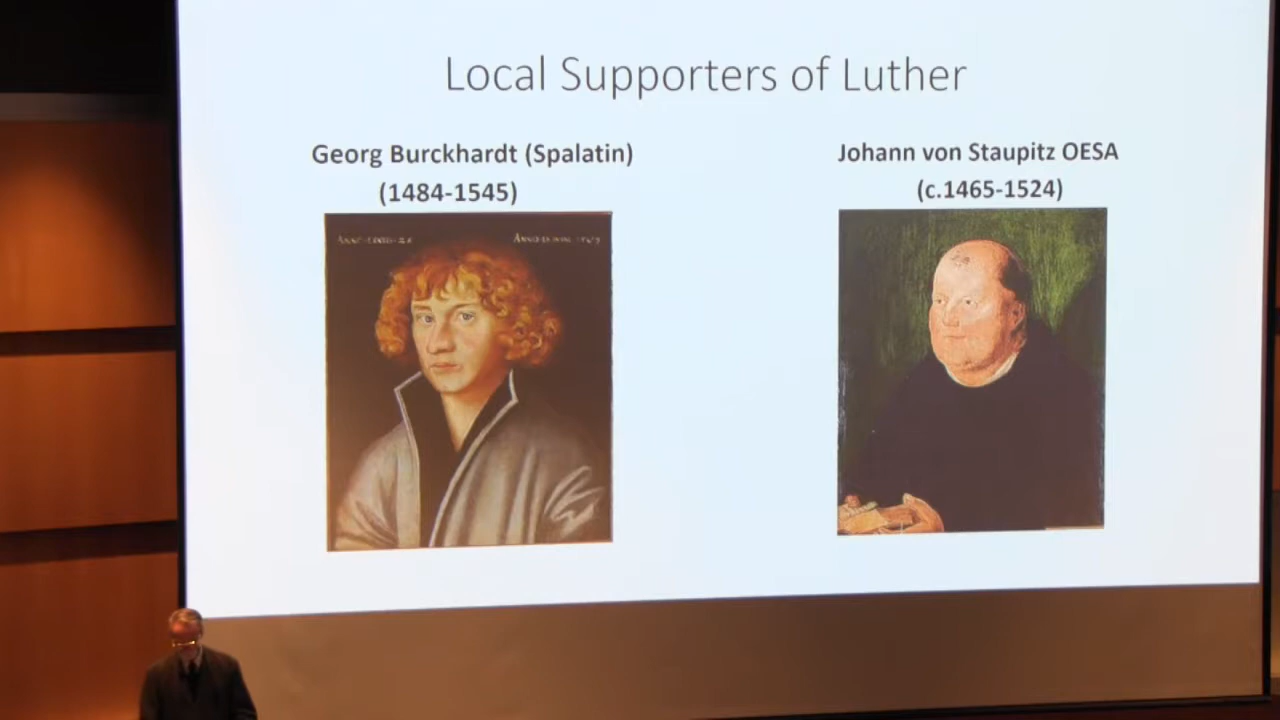 Local Supporters of Luther
Georg Burckhardt (Spalatin)
(1484-1545)
Johann von Staupitz OESA
(c.1465-1524)